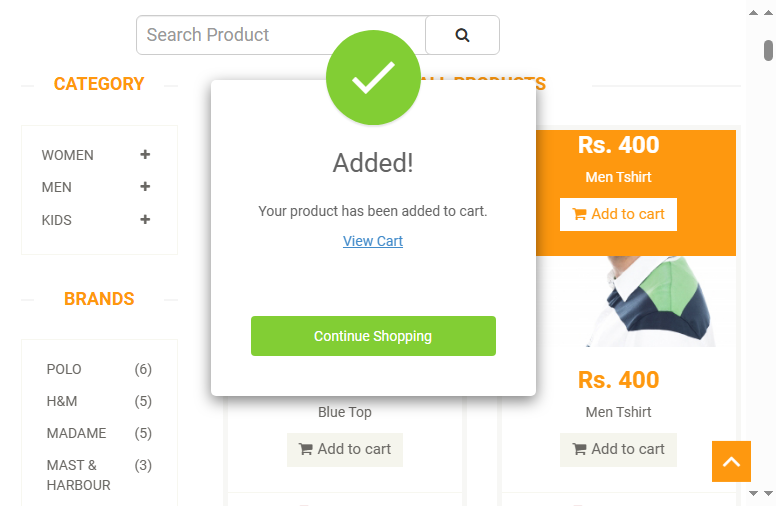 Search Product
CATEGORY
ALL PRODUCTS
WOMEN
MEN
KIDS
BRANDS
POLO (6)
H&M (5)
MADAME (5)
MAST & (3)
HARBOUR
Added!
Your product has been added to cart.
View Cart
Continue Shopping
Blue Top
Add to cart
Rs. 400
Men Tshirt
Add to cart
Rs. 400
Men Tshirt
Add to cart